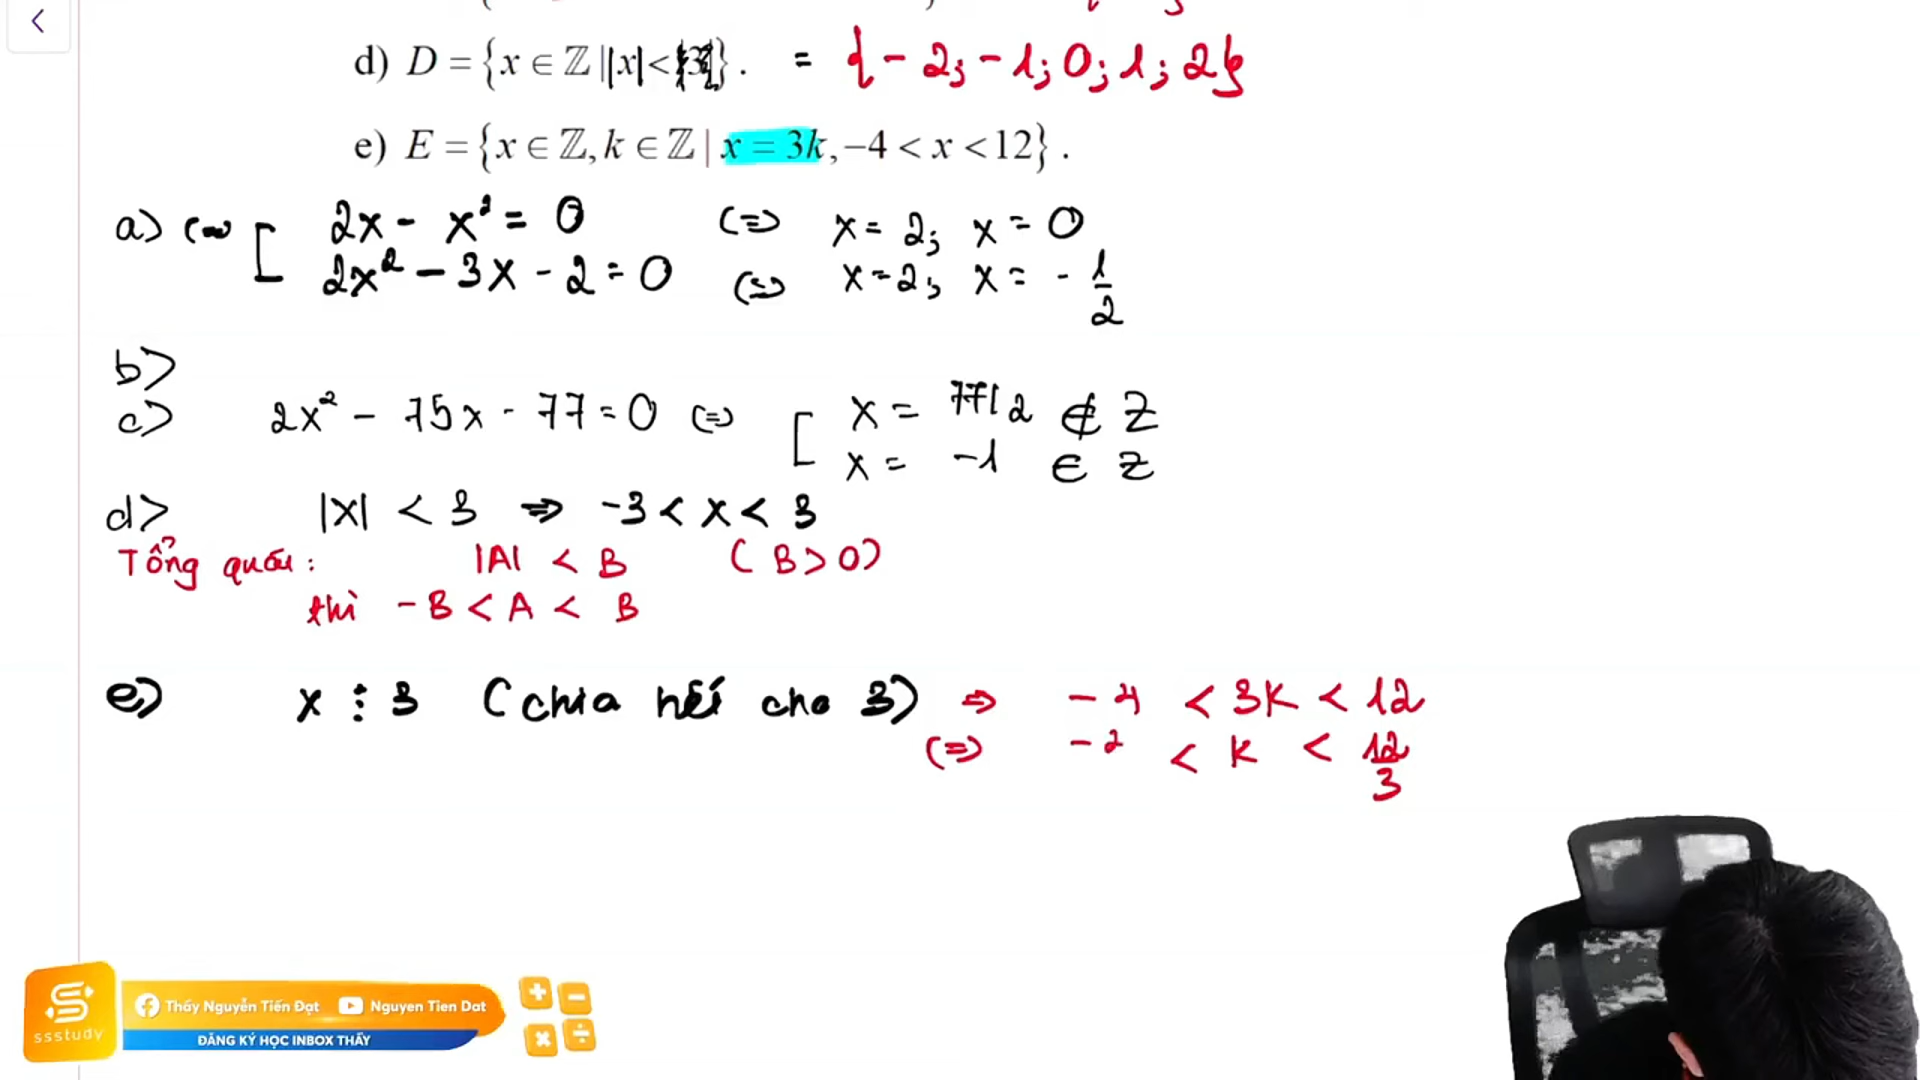 d) D = {x ∈ ℤ | |x| < 3}. = {-2; -1; 0; 1; 2}
e) E = {x ∈ ℤ, k ∈ ℤ | x = 3k, -4 < x < 12}.
a) ⇔ [ 2x - x² = 0 ⇔ x = 2; x = 0
2x² - 3x - 2 = 0 ⇔ x = 2; x = -1/2
b>
c> 2x² - 75x - 77 = 0 ⇔ [ x = 77/2 ∉ Z
x = -1 ∈ Z
d> |x| < 3 ⇒ -3 < x < 3
Tổng quát: |A| < B (B > 0)
thì -B < A < B
e) x ⋮ 3 (chia hết cho 3) ⇒ -4 < 3k < 12
⇔ < k < 12/3
ssstudy
Thầy Nguyễn Tiến Đạt Nguyen Tien Dat
ĐĂNG KÝ HỌC INBOX THẦY